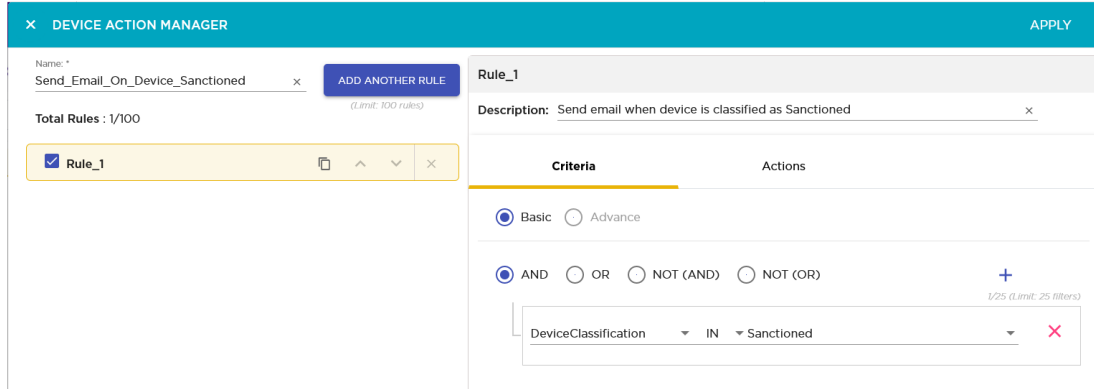 × DEVICE ACTION MANAGER APPLY
Name: *
Send_Email_On_Device_Sanctioned ×
ADD ANOTHER RULE
(Limit: 100 rules)
Total Rules : 1/100
Rule_1
Rule_1
Description: Send email when device is classified as Sanctioned ×
Criteria Actions
Basic Advance
AND OR NOT (AND) NOT (OR)
1/25 (Limit: 25 filters)
DeviceClassification IN Sanctioned